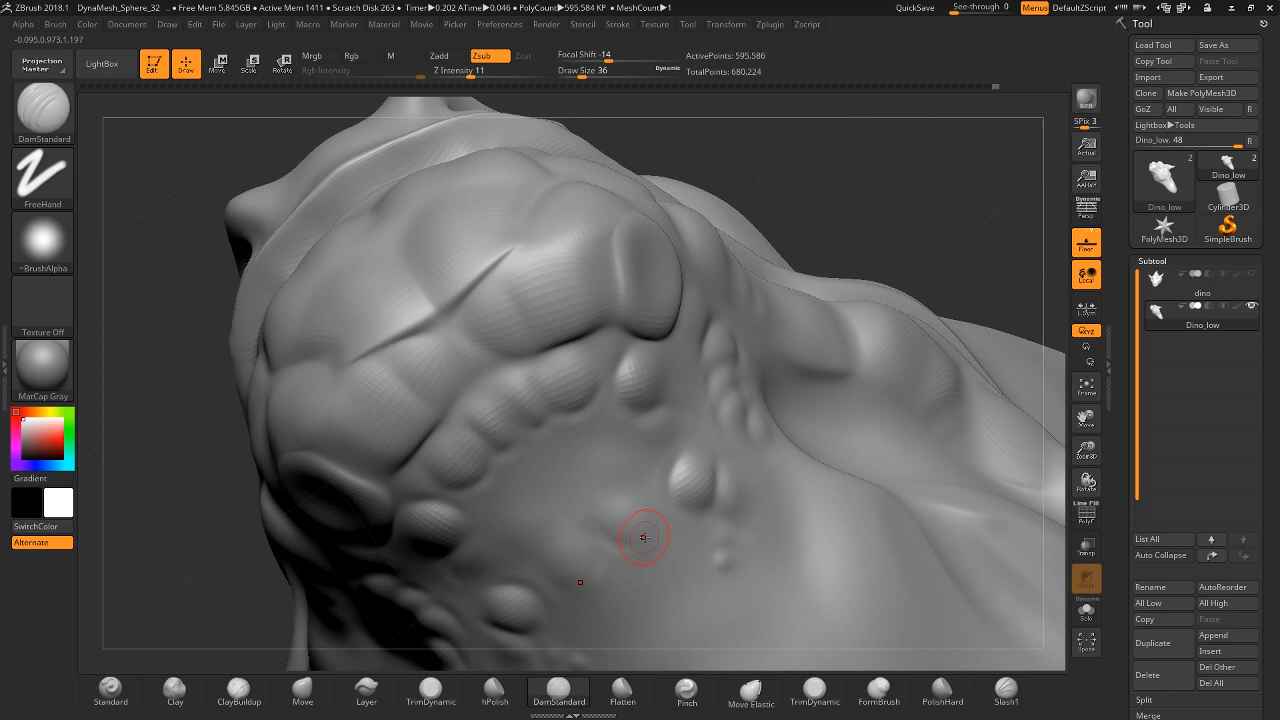 ZBrush 2018.1 DynaMesh_Sphere_32 .. • Free Mem 5.845GB • Active Mem 1411 • Scratch Disk 263 • Timer▶0.202 ATime▶0.046 • PolyCount▶595.584 KP • MeshCount▶1 QuickSave See-through 0 Menus DefaultZScript
Alpha Brush Color Document Draw Edit File Layer Light Macro Marker Material Movie Picker Preferences Render Stencil Stroke Texture Tool Transform Zplugin Zscript Tool
-0.095,0.973,1.197
Load Tool Save As
Projection Master LightBox Edit Draw Move Scale Rotate Mrgb Rgb M Zadd Zsub Zcut Focal Shift -14 ActivePoints: 595,586
Rgb Intensity Z Intensity 11 Draw Size 36 Dynamic TotalPoints: 680,224
Copy Tool Paste Tool
Import Export
Clone Make PolyMesh3D
GoZ All Visible R
Lightbox▶Tools
Dino_low. 48 R
DamStandard
FreeHand
~BrushAlpha
Texture Off
MatCap Gray
Gradient
SwitchColor
Alternate
BPR
SPix 3
Actual
AAHalf
Dynamic
Persp
Floor
Local
L.Sym
XYZ
Frame
Move
Zoom3D
Rotate
Line Fill
PolyF
Transp
Dynamic
Solo
Xpose
2 2
Dino_low
Dino_low Cylinder3D
PolyMesh3D SimpleBrush
Subtool
dino
Dino_low
List All
Auto Collapse
Rename AutoReorder
All Low All High
Copy Paste
Duplicate Append
Insert
Delete Del Other
Del All
Split
Merge
Standard Clay ClayBuildup Move Layer TrimDynamic hPolish DamStandard Flatten Pinch Move Elastic TrimDynamic FormBrush PolishHard Slash1